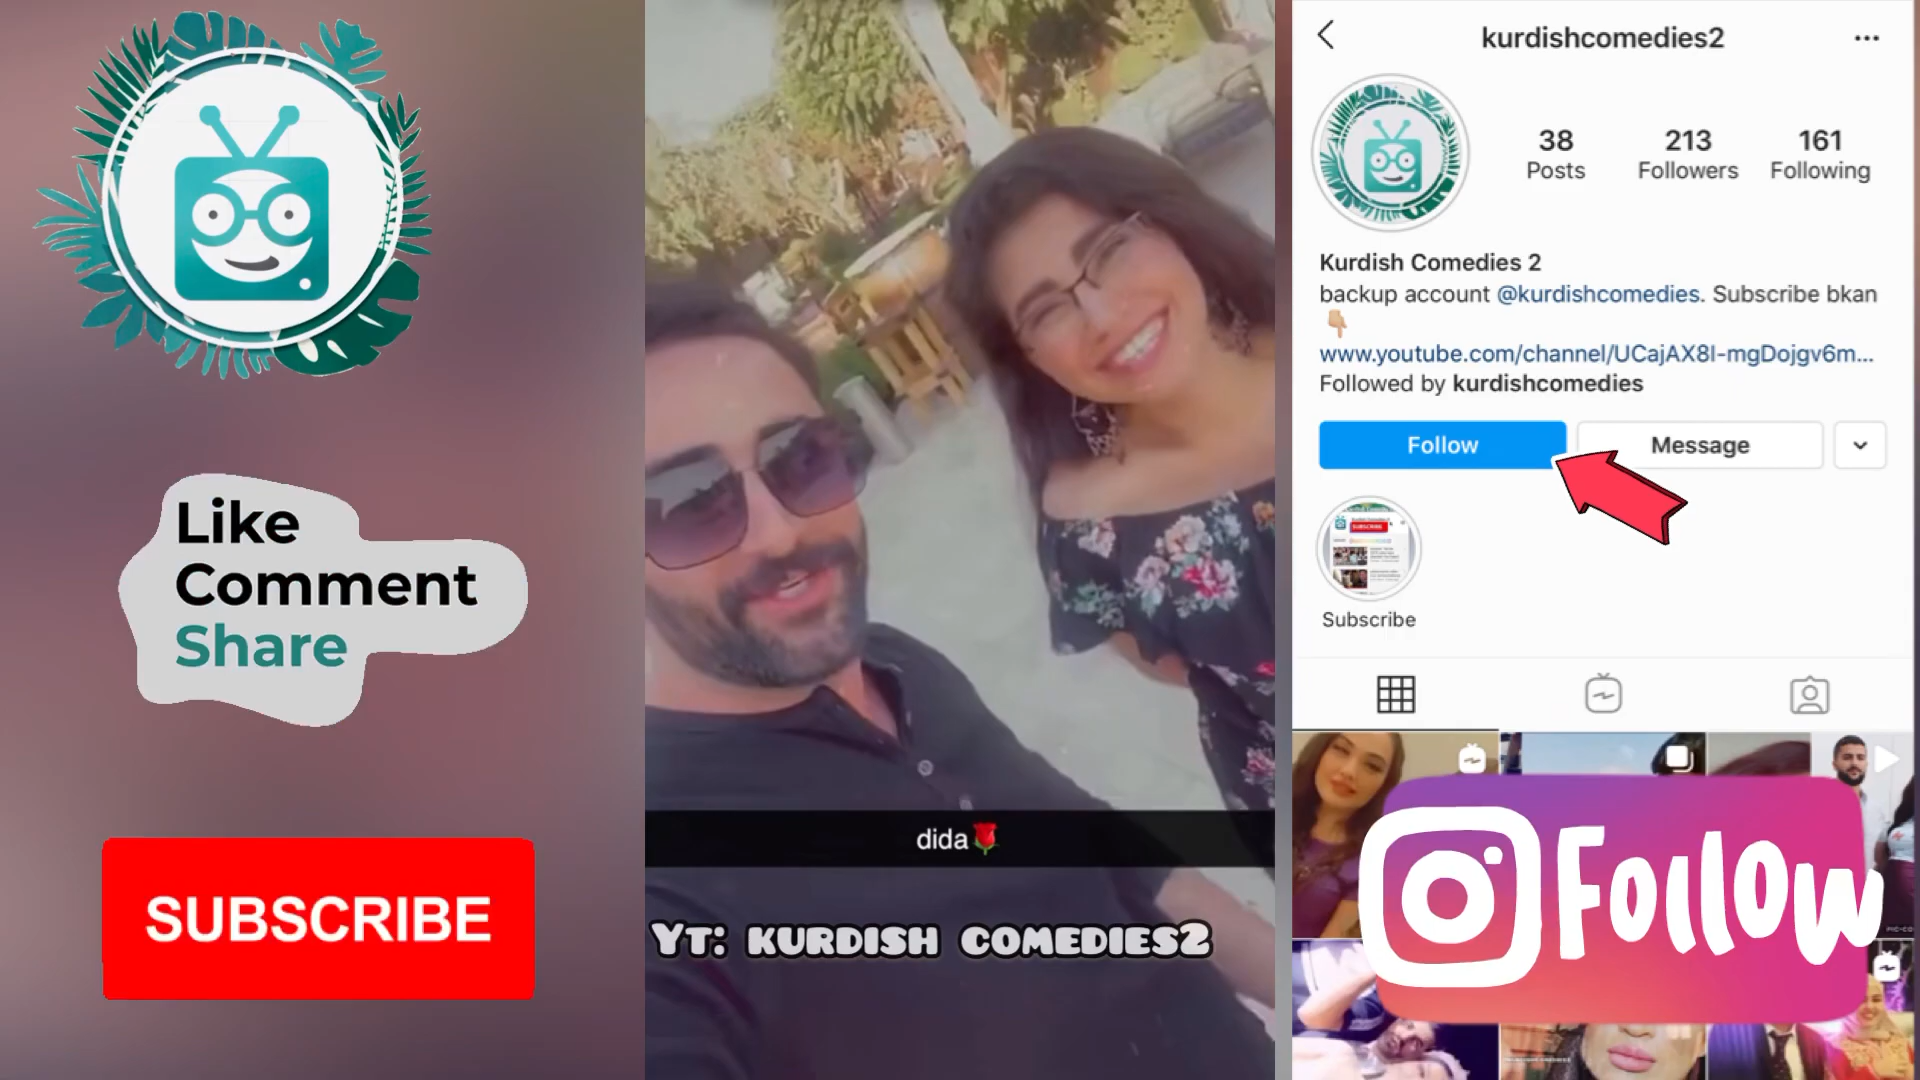 Like
Comment
Share
SUBSCRIBE
dida🌹
YT: KURDISH COMEDIES2
kurdishcomedies2
38
Posts
213
Followers
161
Following
Kurdish Comedies 2
backup account @kurdishcomedies. Subscribe bkan
👇🏼
www.youtube.com/channel/UCajAX8I-mgDojgv6m...
Followed by kurdishcomedies
Follow
Message
SUBSCRIBE
Subscribe
Follow